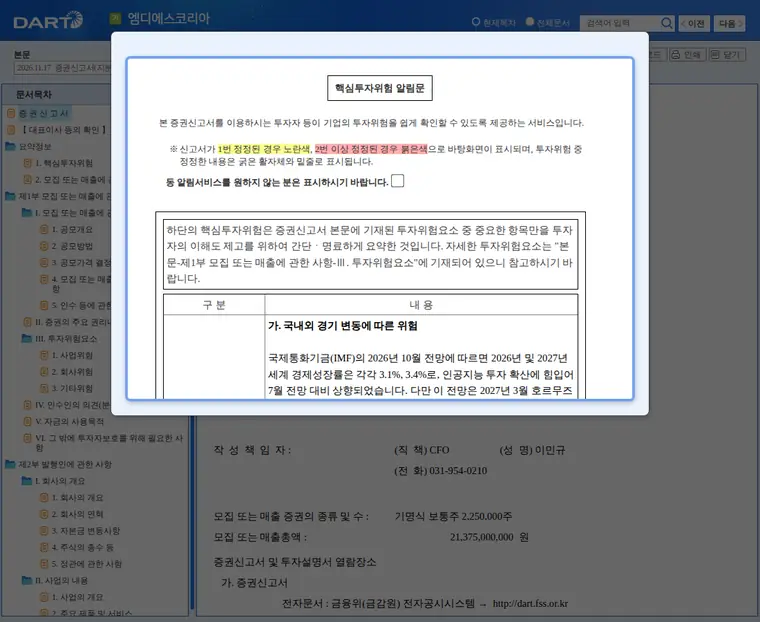 DART
엠디에스코리아
현재목차 전체문서 검색어 입력 이전 다음
본문
2026.11.17 증권신고서(지분
인쇄 닫기
문서목차
증 권 신 고 서
【 대표이사 등의 확인 】
요약정보
1. 핵심투자위험
2. 모집 또는 매출에 관
제1부 모집 또는 매출에 관
I. 모집 또는 매출에 관
1. 공모개요
2. 공모방법
3. 공모가격 결정
4. 모집 또는 매출
항
5. 인수 등에 관한
II. 증권의 주요 권리내
III. 투자위험요소
1. 사업위험
2. 회사위험
3. 기타위험
IV. 인수인의 의견(분
V. 자금의 사용목적
VI. 그 밖에 투자자보호를 위해 필요한 사
항
제2부 발행인에 관한 사항
I. 회사의 개요
1. 회사의 개요
2. 회사의 연혁
3. 자본금 변동사항
4. 주식의 총수 등
5. 정관에 관한 사항
II. 사업의 내용
1. 사업의 개요
2. 주요 제품 및 서비스
핵심투자위험 알림문
본 증권신고서를 이용하시는 투자자 등이 기업의 투자위험을 쉽게 확인할 수 있도록 제공하는 서비스입니다.
※ 신고서가 1번 정정된 경우 노란색, 2번 이상 정정된 경우 붉은색으로 바탕화면이 표시되며, 투자위험 중
정정한 내용은 굵은 활자체와 밑줄로 표시됩니다.
동 알림서비스를 원하지 않는 분은 표시하시기 바랍니다.
하단의 핵심투자위험은 증권신고서 본문에 기재된 투자위험요소 중 중요한 항목만을 투자
자의 이해도 제고를 위하여 간단ㆍ명료하게 요약한 것입니다. 자세한 투자위험요소는 "본
문-제1부 모집 또는 매출에 관한 사항-Ⅲ. 투자위험요소"에 기재되어 있으니 참고하시기 바
랍니다.
구 분 내 용
가. 국내외 경기 변동에 따른 위험
국제통화기금(IMF)의 2026년 10월 전망에 따르면 2026년 및 2027년
세계 경제성장률은 각각 3.1%, 3.4%로, 인공지능 투자 확산에 힘입어
7월 전망 대비 상향되었습니다. 다만 이 전망은 2027년 3월 호르무즈
작 성 책 임 자 : (직 책) CFO (성 명) 이민규
(전 화) 031-954-0210
모집 또는 매출 증권의 종류 및 수 : 기명식 보통주 2,250,000주
모집 또는 매출총액 : 21,375,000,000 원
증권신고서 및 투자설명서 열람장소
가. 증권신고서
전자문서 : 금융위(금감원) 전자공시시스템 → http://dart.fss.or.kr